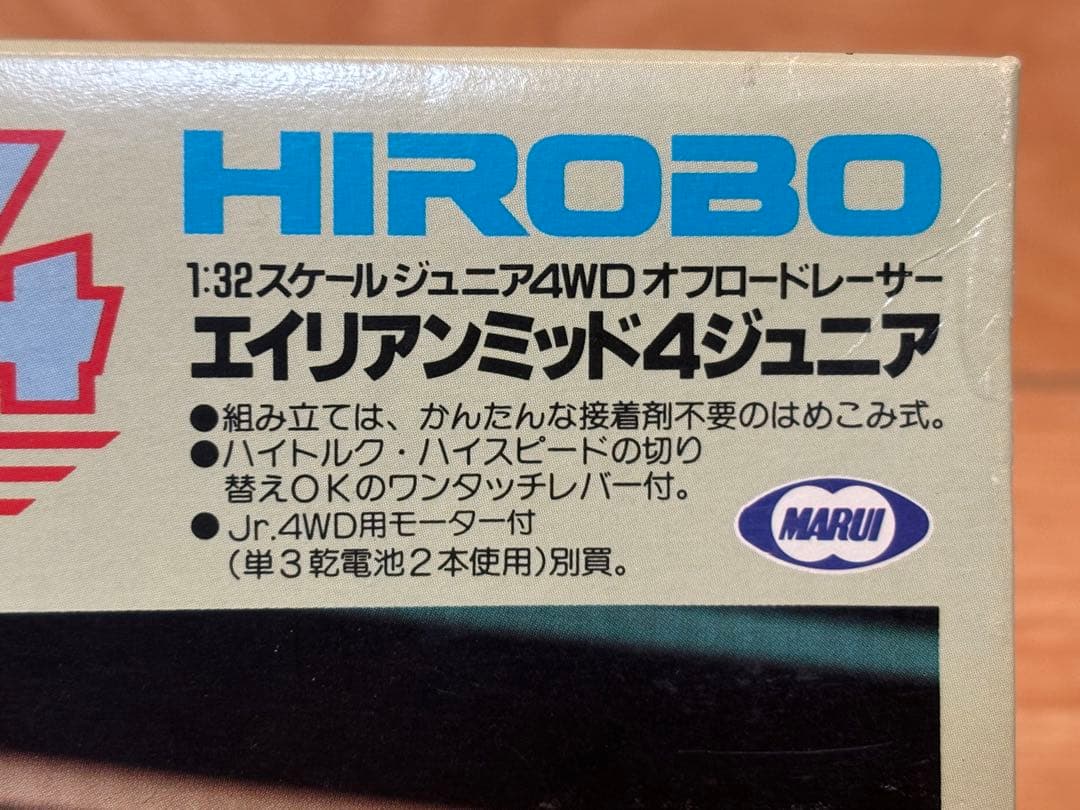 HIROBO
1:32スケールジュニア4WDオフロードレーサー
エイリアンミッド4ジュニア
●組み立ては、かんたんな接着剤不要のはめこみ式。
●ハイトルク・ハイスピードの切り
替えOKのワンタッチレバー付。
●Jr.4WD用モーター付
(単3乾電池2本使用)別買。
MARUI
4